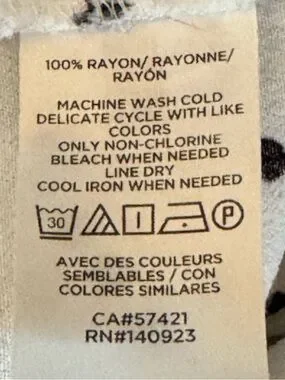 100% RAYON/ RAYONNE/
RAYÓN
MACHINE WASH COLD
DELICATE CYCLE WITH LIKE
COLORS
ONLY NON-CHLORINE
BLEACH WHEN NEEDED
LINE DRY
COOL IRON WHEN NEEDED
30 P
AVEC DES COULEURS
SEMBLABLES / CON
COLORES SIMILARES
CA#57421
RN#140923